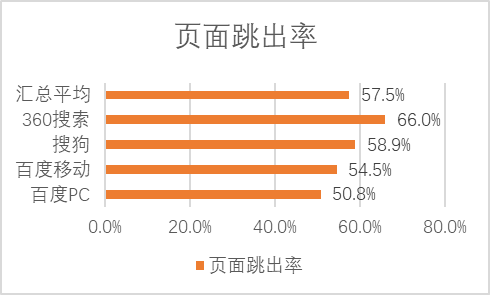 页面跳出率
汇总平均 57.5%
360搜索 66.0%
搜狗 58.9%
百度移动 54.5%
百度PC 50.8%
0.0% 20.0% 40.0% 60.0% 80.0%
页面跳出率